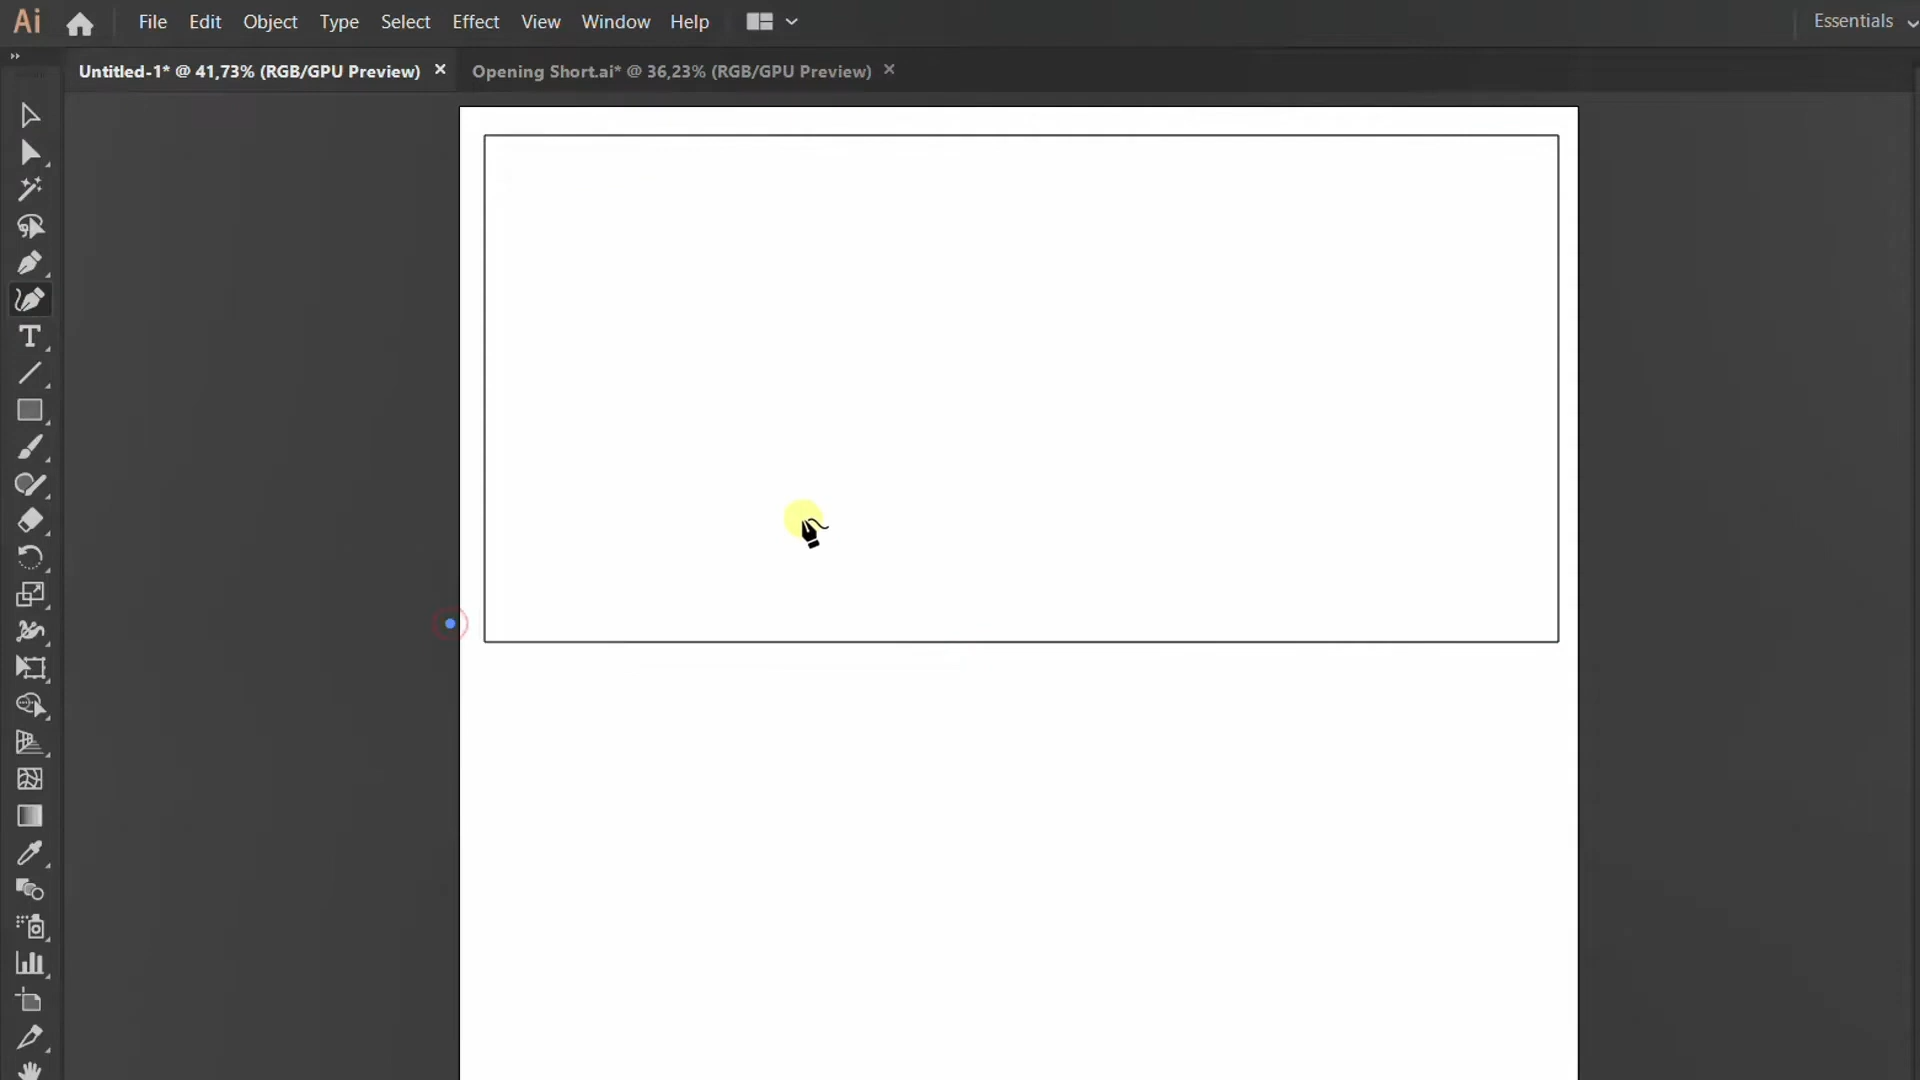 Ai File Edit Object Type Select Effect View Window Help Essentials
Untitled-1* @ 41,73% (RGB/GPU Preview) × Opening Short.ai* @ 36,23% (RGB/GPU Preview) ×